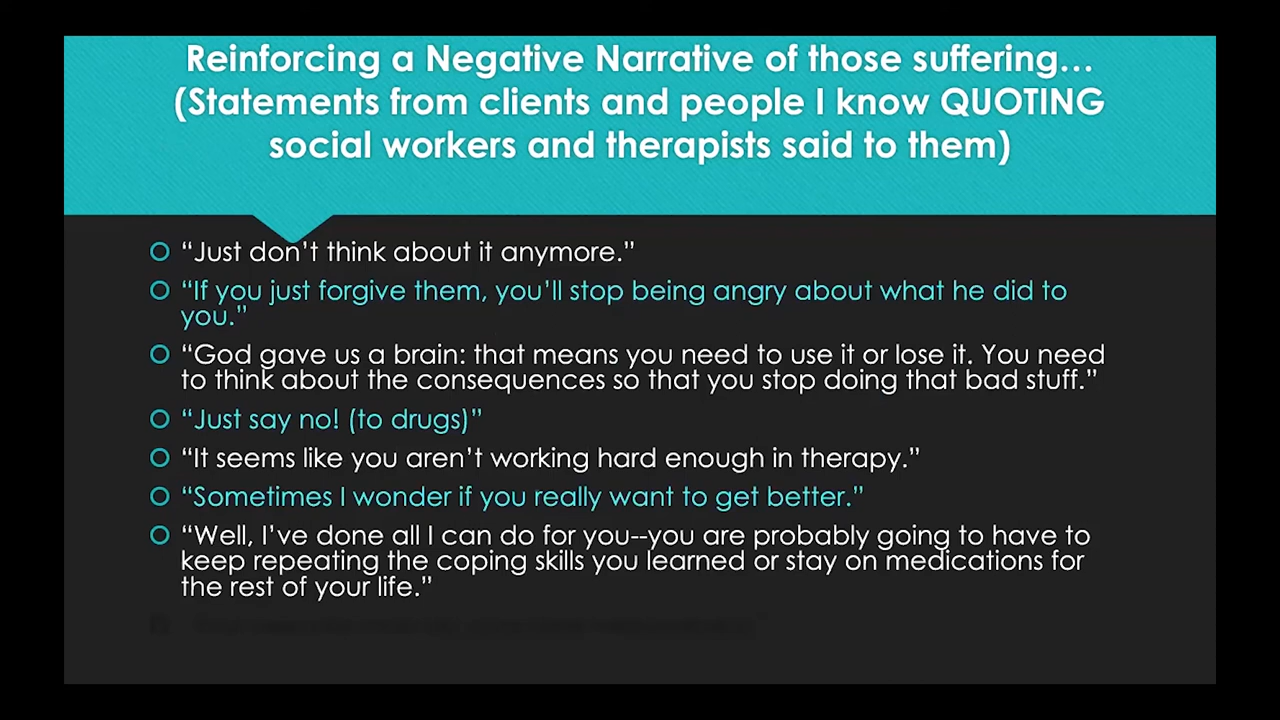 Reinforcing a Negative Narrative of those suffering…
(Statements from clients and people I know QUOTING
social workers and therapists said to them)
“Just don’t think about it anymore.”
“If you just forgive them, you’ll stop being angry about what he did to
you.”
“God gave us a brain: that means you need to use it or lose it. You need
to think about the consequences so that you stop doing that bad stuff.”
“Just say no! (to drugs)”
“It seems like you aren’t working hard enough in therapy.”
“Sometimes I wonder if you really want to get better.”
“Well, I’ve done all I can do for you--you are probably going to have to
keep repeating the coping skills you learned or stay on medications for
the rest of your life.”